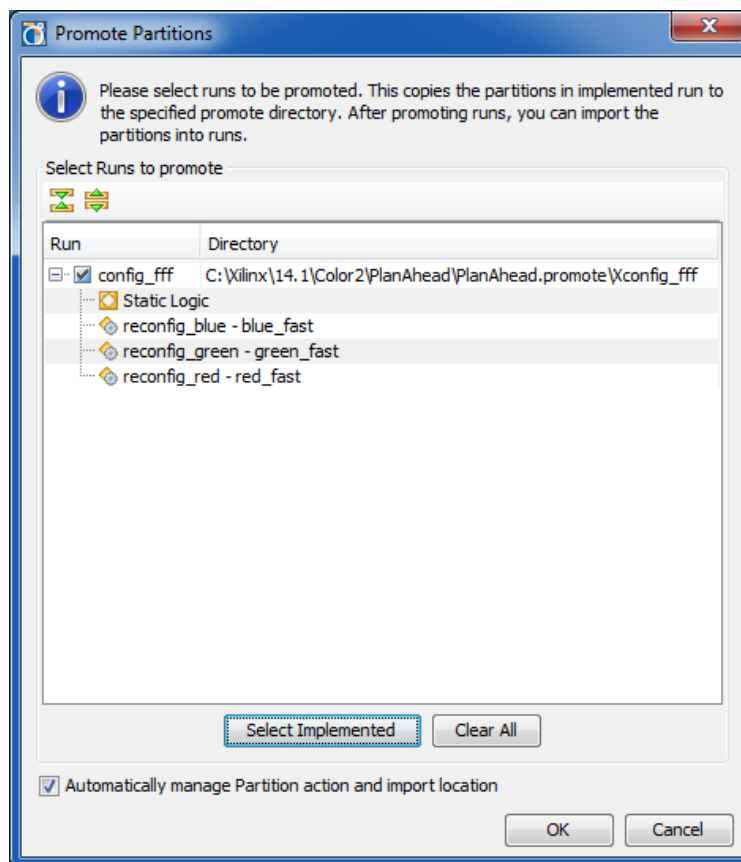 Promote Partitions
Please select runs to be promoted. This copies the partitions in implemented run to
the specified promote directory. After promoting runs, you can import the
partitions into runs.
Select Runs to promote
Run Directory
config_fff C:\Xilinx\14.1\Color2\PlanAhead\PlanAhead.promote\Xconfig_fff
Static Logic
reconfig_blue - blue_fast
reconfig_green - green_fast
reconfig_red - red_fast
Select Implemented Clear All
Automatically manage Partition action and import location
OK Cancel